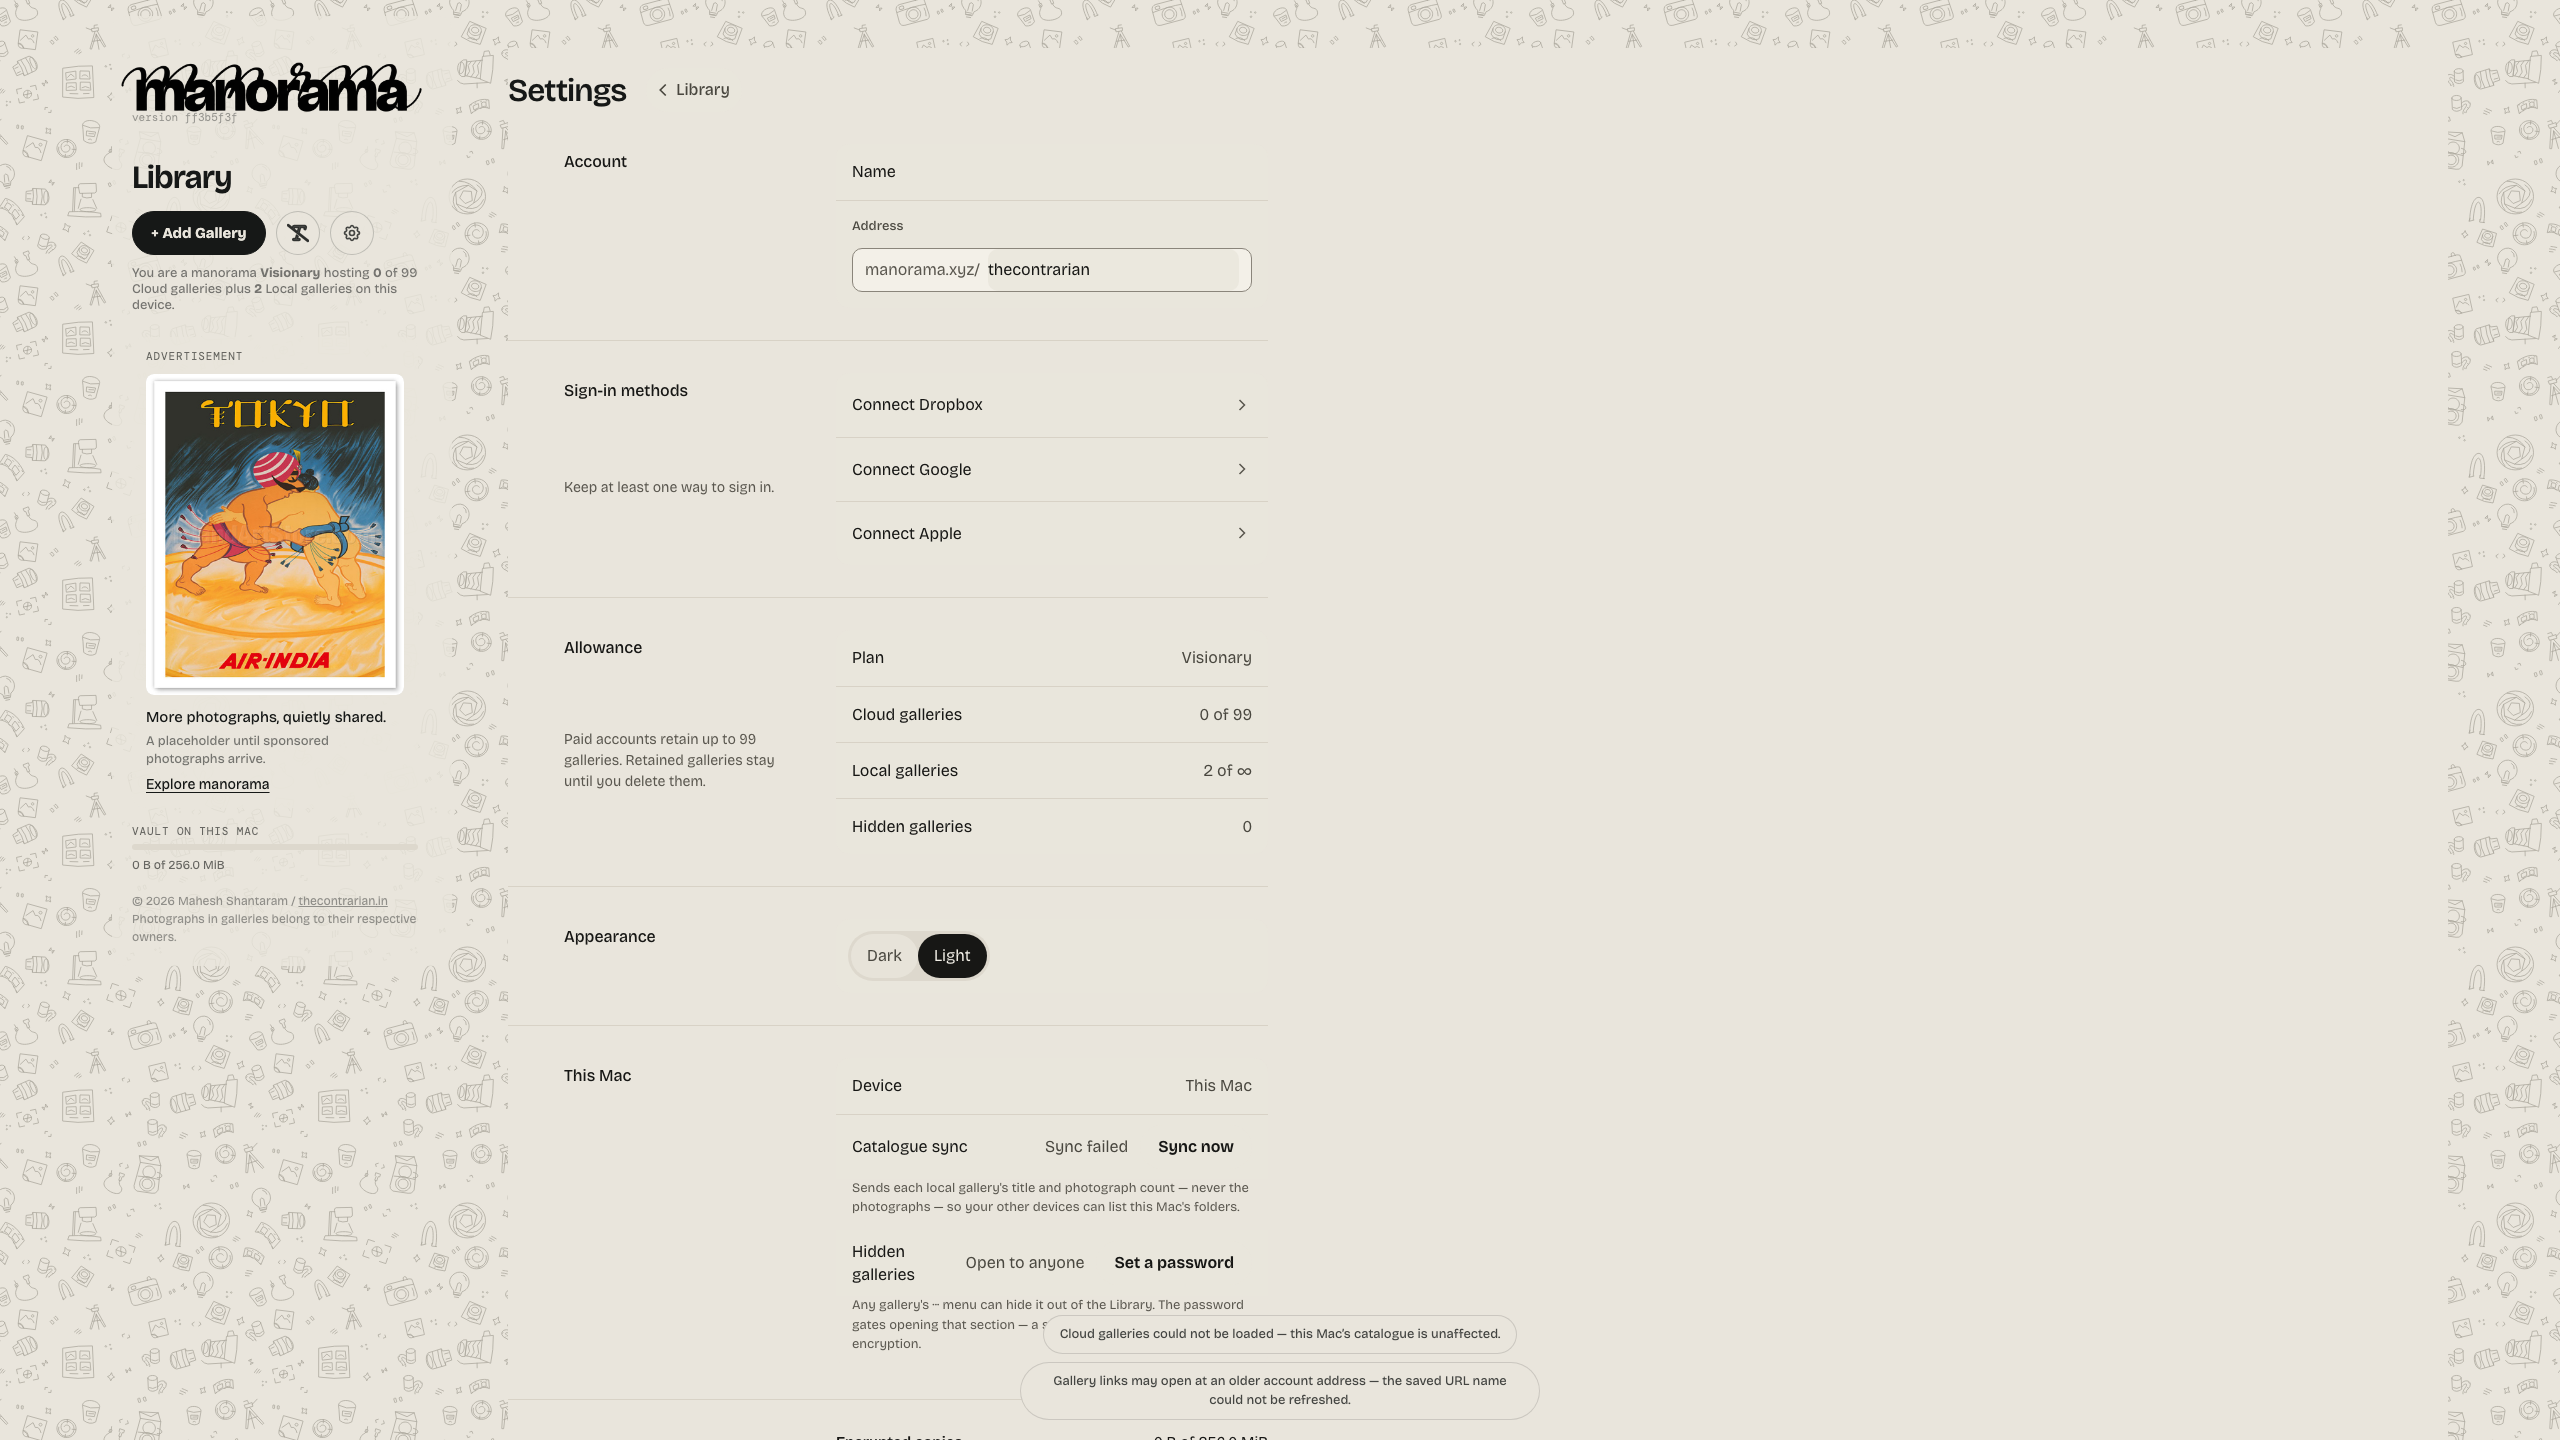 manorama
version ff3b5f3f
Library
+ Add Gallery
You are a manorama Visionary hosting 0 of 99
Cloud galleries plus 2 Local galleries on this
device.
ADVERTISEMENT
TOKYO
AIR-INDIA
More photographs, quietly shared.
A placeholder until sponsored
photographs arrive.
Explore manorama
VAULT ON THIS MAC
0 B of 256.0 MiB
© 2026 Mahesh Shantaram / thecontrarian.in
Photographs in galleries belong to their respective
owners.
Settings
Library
Account
Name
Address
manorama.xyz/ thecontrarian
Sign-in methods
Keep at least one way to sign in.
Connect Dropbox
Connect Google
Connect Apple
Allowance
Paid accounts retain up to 99
galleries. Retained galleries stay
until you delete them.
Plan Visionary
Cloud galleries 0 of 99
Local galleries 2 of ∞
Hidden galleries 0
Appearance
Dark Light
This Mac
Device This Mac
Catalogue sync Sync failed Sync now
Sends each local gallery's title and photograph count — never the
photographs — so your other devices can list this Mac's folders.
Hidden
galleries
Open to anyone Set a password
Any gallery's ··· menu can hide it out of the Library. The password
gates opening that section — a
encryption.
Cloud galleries could not be loaded — this Mac's catalogue is unaffected.
Gallery links may open at an older account address — the saved URL name
could not be refreshed.